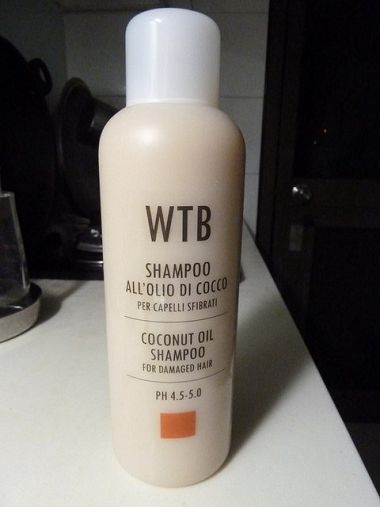 WTB
SHAMPOO
ALL'OLIO DI COCCO
PER CAPELLI SFIBRATI
COCONUT OIL
SHAMPOO
FOR DAMAGED HAIR
PH 4.5-5.0